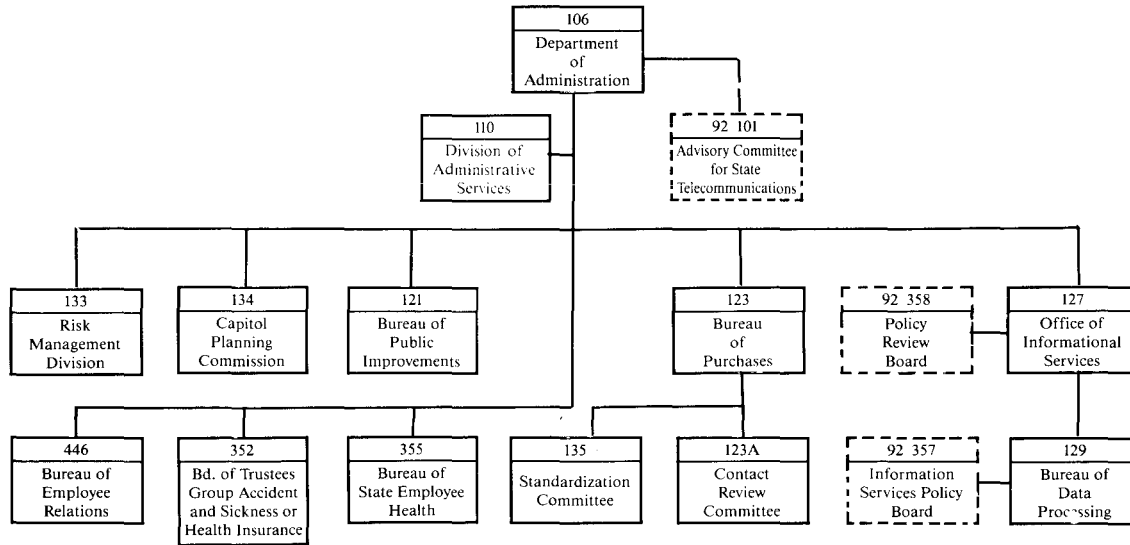 106
Department
of
Administration
110
Division of
Administrative
Services
92 101
Advisory Committee
for State
Telecommunications
133
Risk
Management
Division
134
Capitol
Planning
Commission
121
Bureau of
Public
Improvements
123
Bureau
of
Purchases
92 358
Policy
Review
Board
127
Office of
Informational
Services
446
Bureau of
Employee
Relations
352
Bd. of Trustees
Group Accident
and Sickness or
Health Insurance
355
Bureau of
State Employee
Health
135
Standardization
Committee
123A
Contact
Review
Committee
92 357
Information
Services Policy
Board
129
Bureau of
Data
Processing